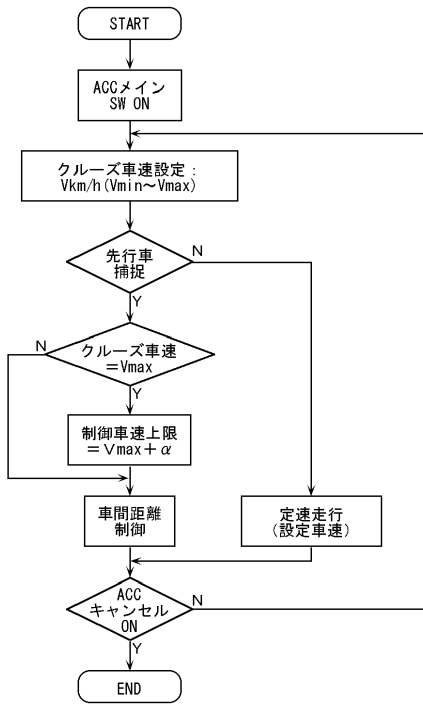 START
ACCメイン
SW ON
クルーズ車速設定：
Vkm/h(Vmin～Vmax)
先行車
捕捉
N
Y
クルーズ車速
＝Vmax
N
Y
制御車速上限
＝Vmax＋α
車間距離
制御
定速走行
(設定車速)
ACC
キャンセル
ON
N
Y
END